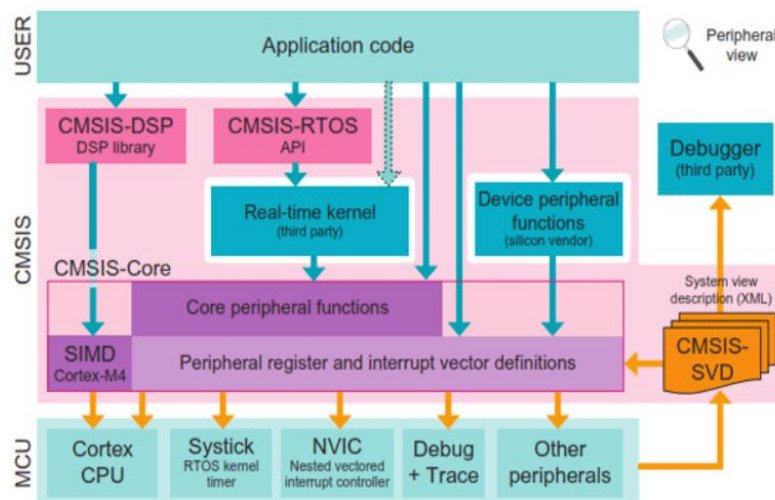 USER
Application code
Peripheral
view
CMSIS
CMSIS-DSP
DSP library
CMSIS-RTOS
API
Real-time kernel
(third party)
Device peripheral
functions
(silicon vendor)
Debugger
(third party)
CMSIS-Core
Core peripheral functions
SIMD
Cortex-M4
Peripheral register and interrupt vector definitions
System view
description (XML)
CMSIS-
SVD
MCU
Cortex
CPU
Systick
RTOS kernel
timer
NVIC
Nested vectored
interrupt controller
Debug
+ Trace
Other
peripherals